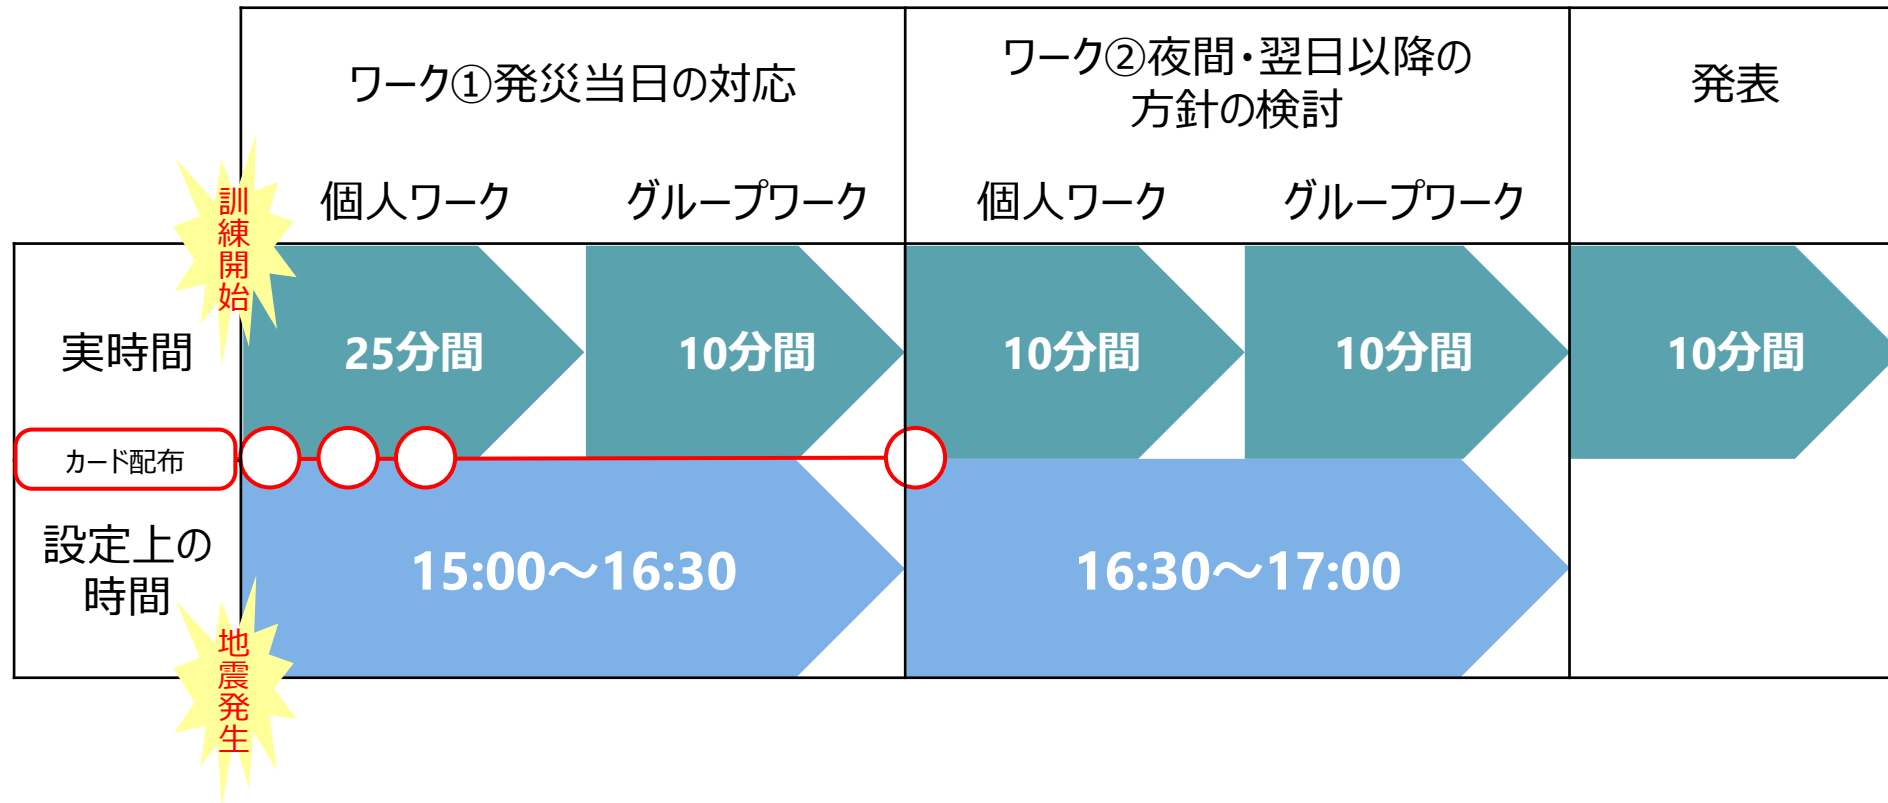 ワーク①発災当日の対応
ワーク②夜間・翌日以降の
方針の検討
発表
個人ワーク
グループワーク
個人ワーク
グループワーク
訓練開始
実時間
25分間
10分間
10分間
10分間
10分間
カード配布
設定上の
時間
15:00～16:30
16:30～17:00
地震発生